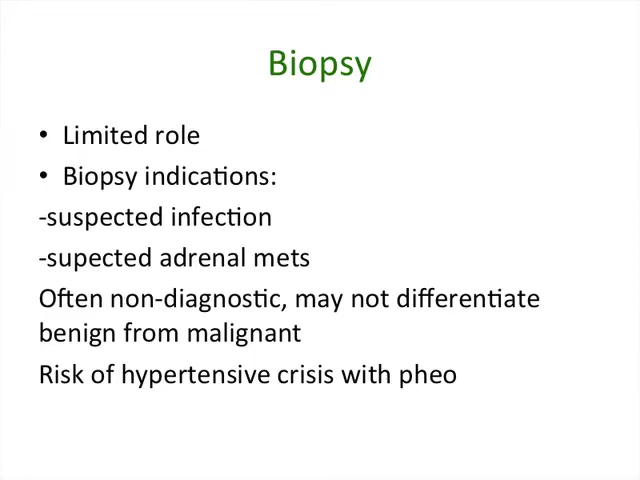 Biopsy
• Limited role
• Biopsy indications:
-suspected infection
-supected adrenal mets
Often non-diagnostic, may not differentiate
benign from malignant
Risk of hypertensive crisis with pheo